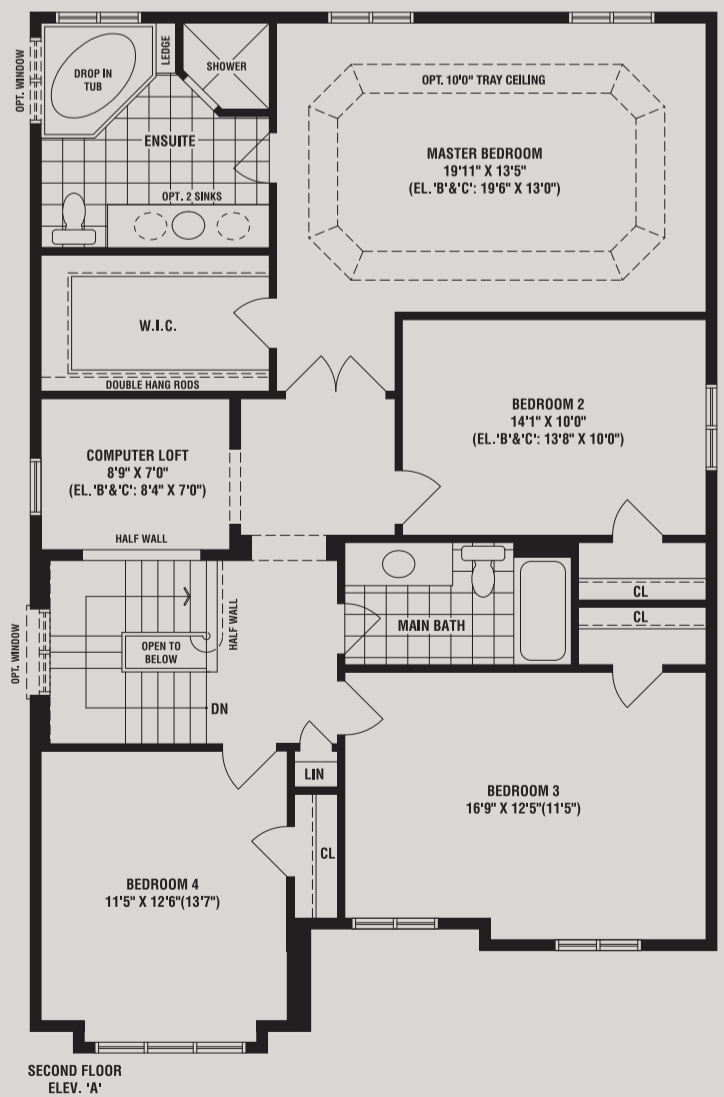 OPT. WINDOW
DROP IN
TUB
LEDGE
SHOWER
ENSUITE
OPT. 2 SINKS
OPT. 10'0" TRAY CEILING
MASTER BEDROOM
19'11" X 13'5"
(EL.'B'&'C': 19'6" X 13'0")
W.I.C.
DOUBLE HANG RODS
BEDROOM 2
14'1" X 10'0"
(EL.'B'&'C': 13'8" X 10'0")
COMPUTER LOFT
8'9" X 7'0"
(EL.'B'&'C': 8'4" X 7'0")
HALF WALL
OPT. WINDOW
OPEN TO
BELOW
HALF WALL
DN
MAIN BATH
CL
CL
LIN
CL
BEDROOM 3
16'9" X 12'5"(11'5")
BEDROOM 4
11'5" X 12'6"(13'7")
SECOND FLOOR
ELEV. 'A'